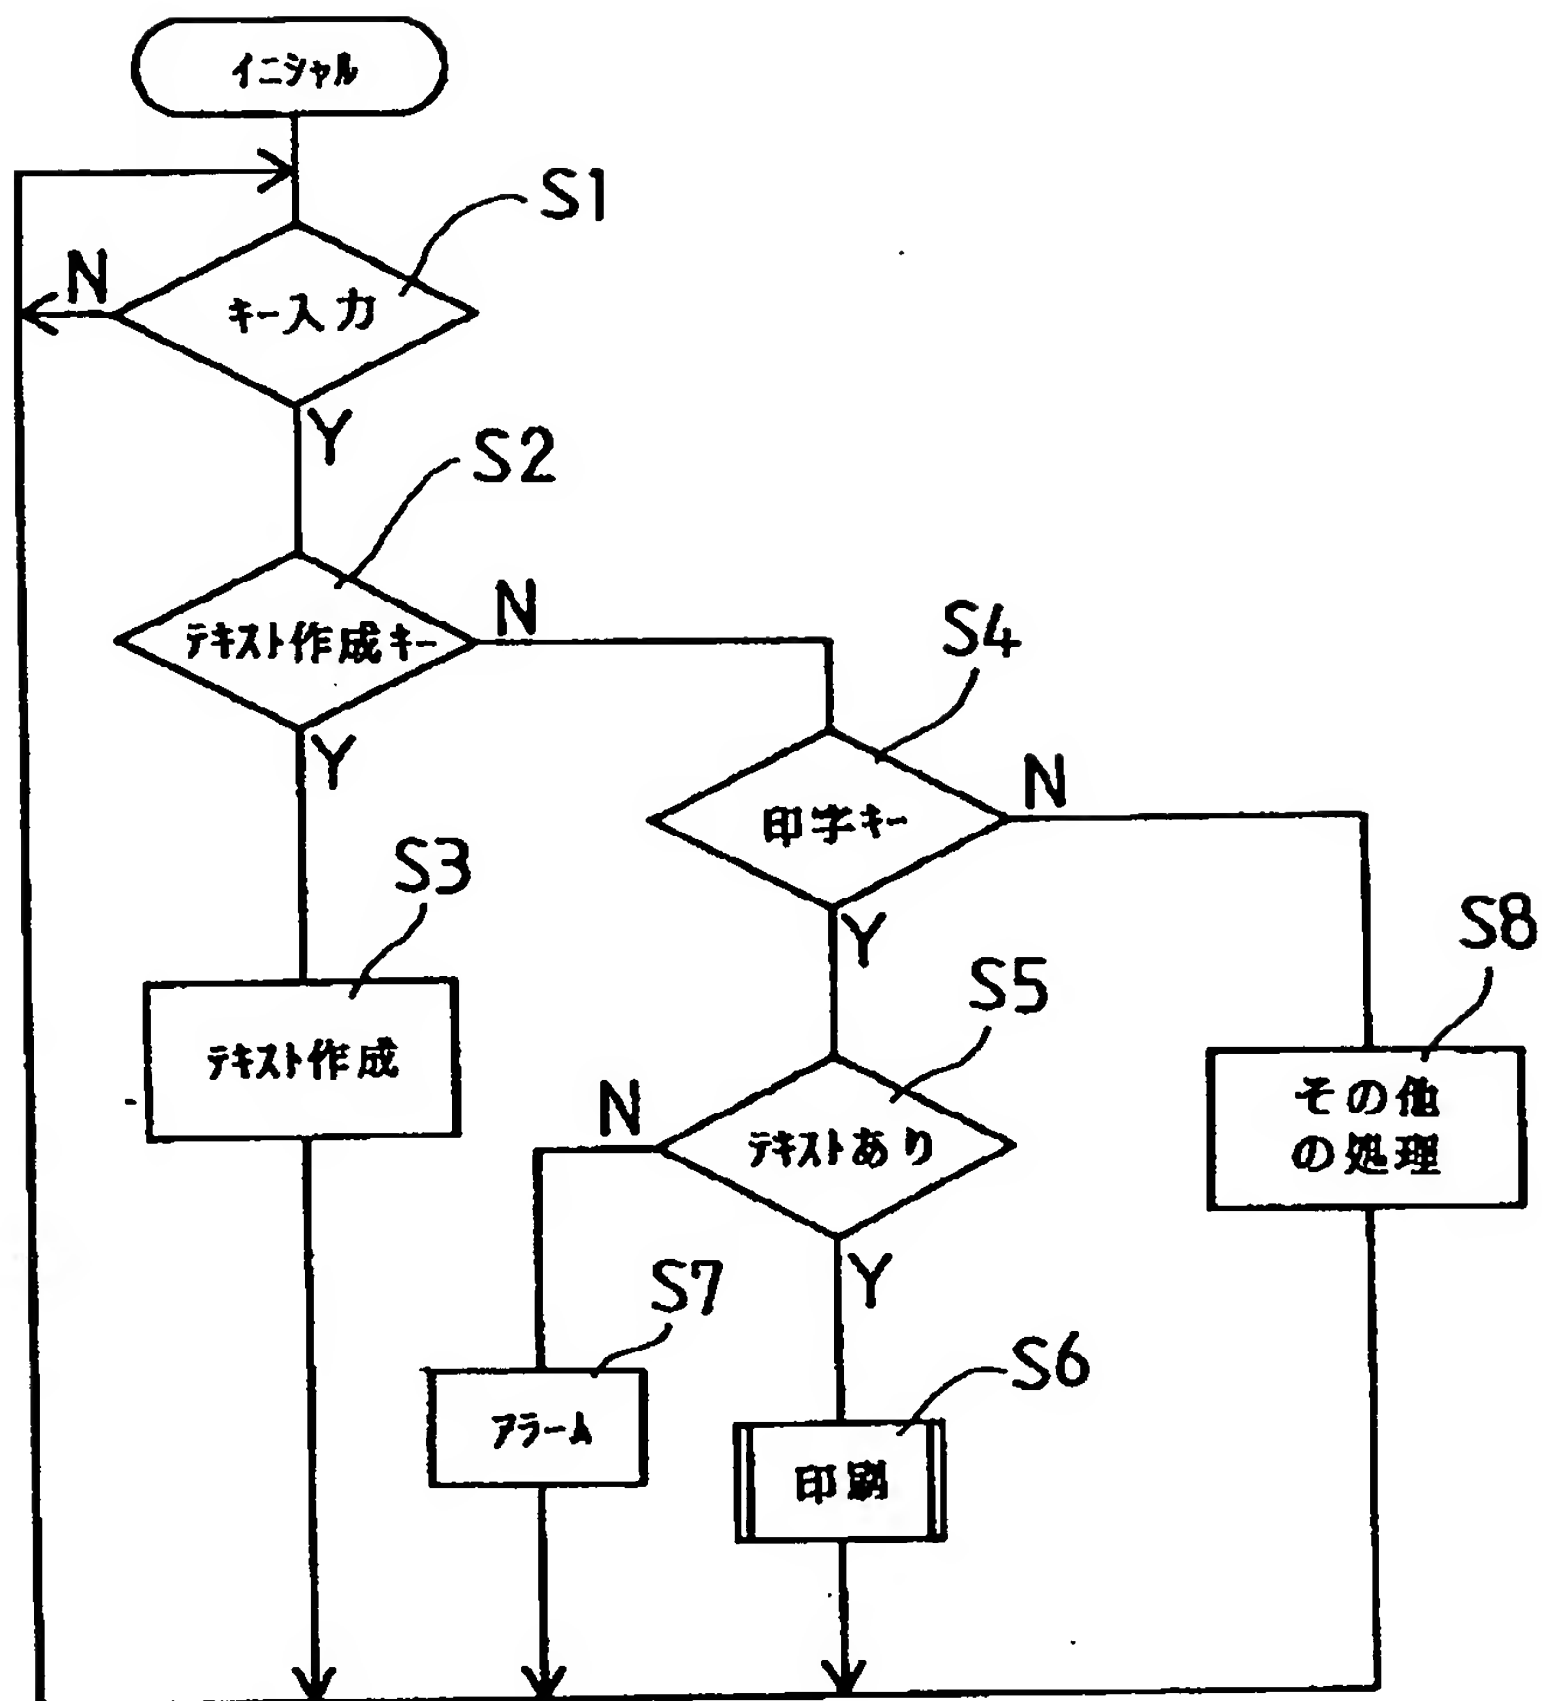 イニシャル
S1
N
キー入力
Y
S2
テキスト作成キー
N
Y
S4
印字キー
N
Y
S3
テキスト作成
S5
N
テキストあり
Y
S8
その他
の処理
S7
アラーム
S6
印刷